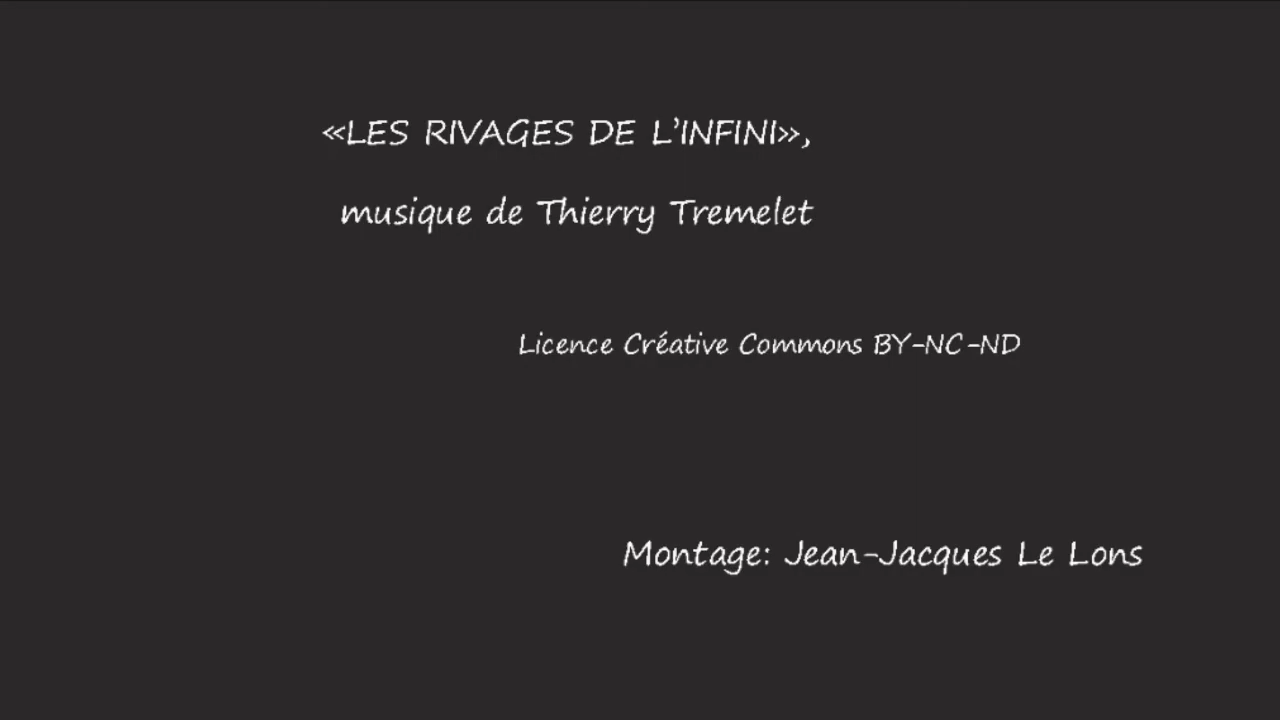 «LES RIVAGES DE L'INFINI»,
musique de Thierry Tremelet
Licence Créative Commons BY-NC-ND
Montage: Jean-Jacques Le Lons